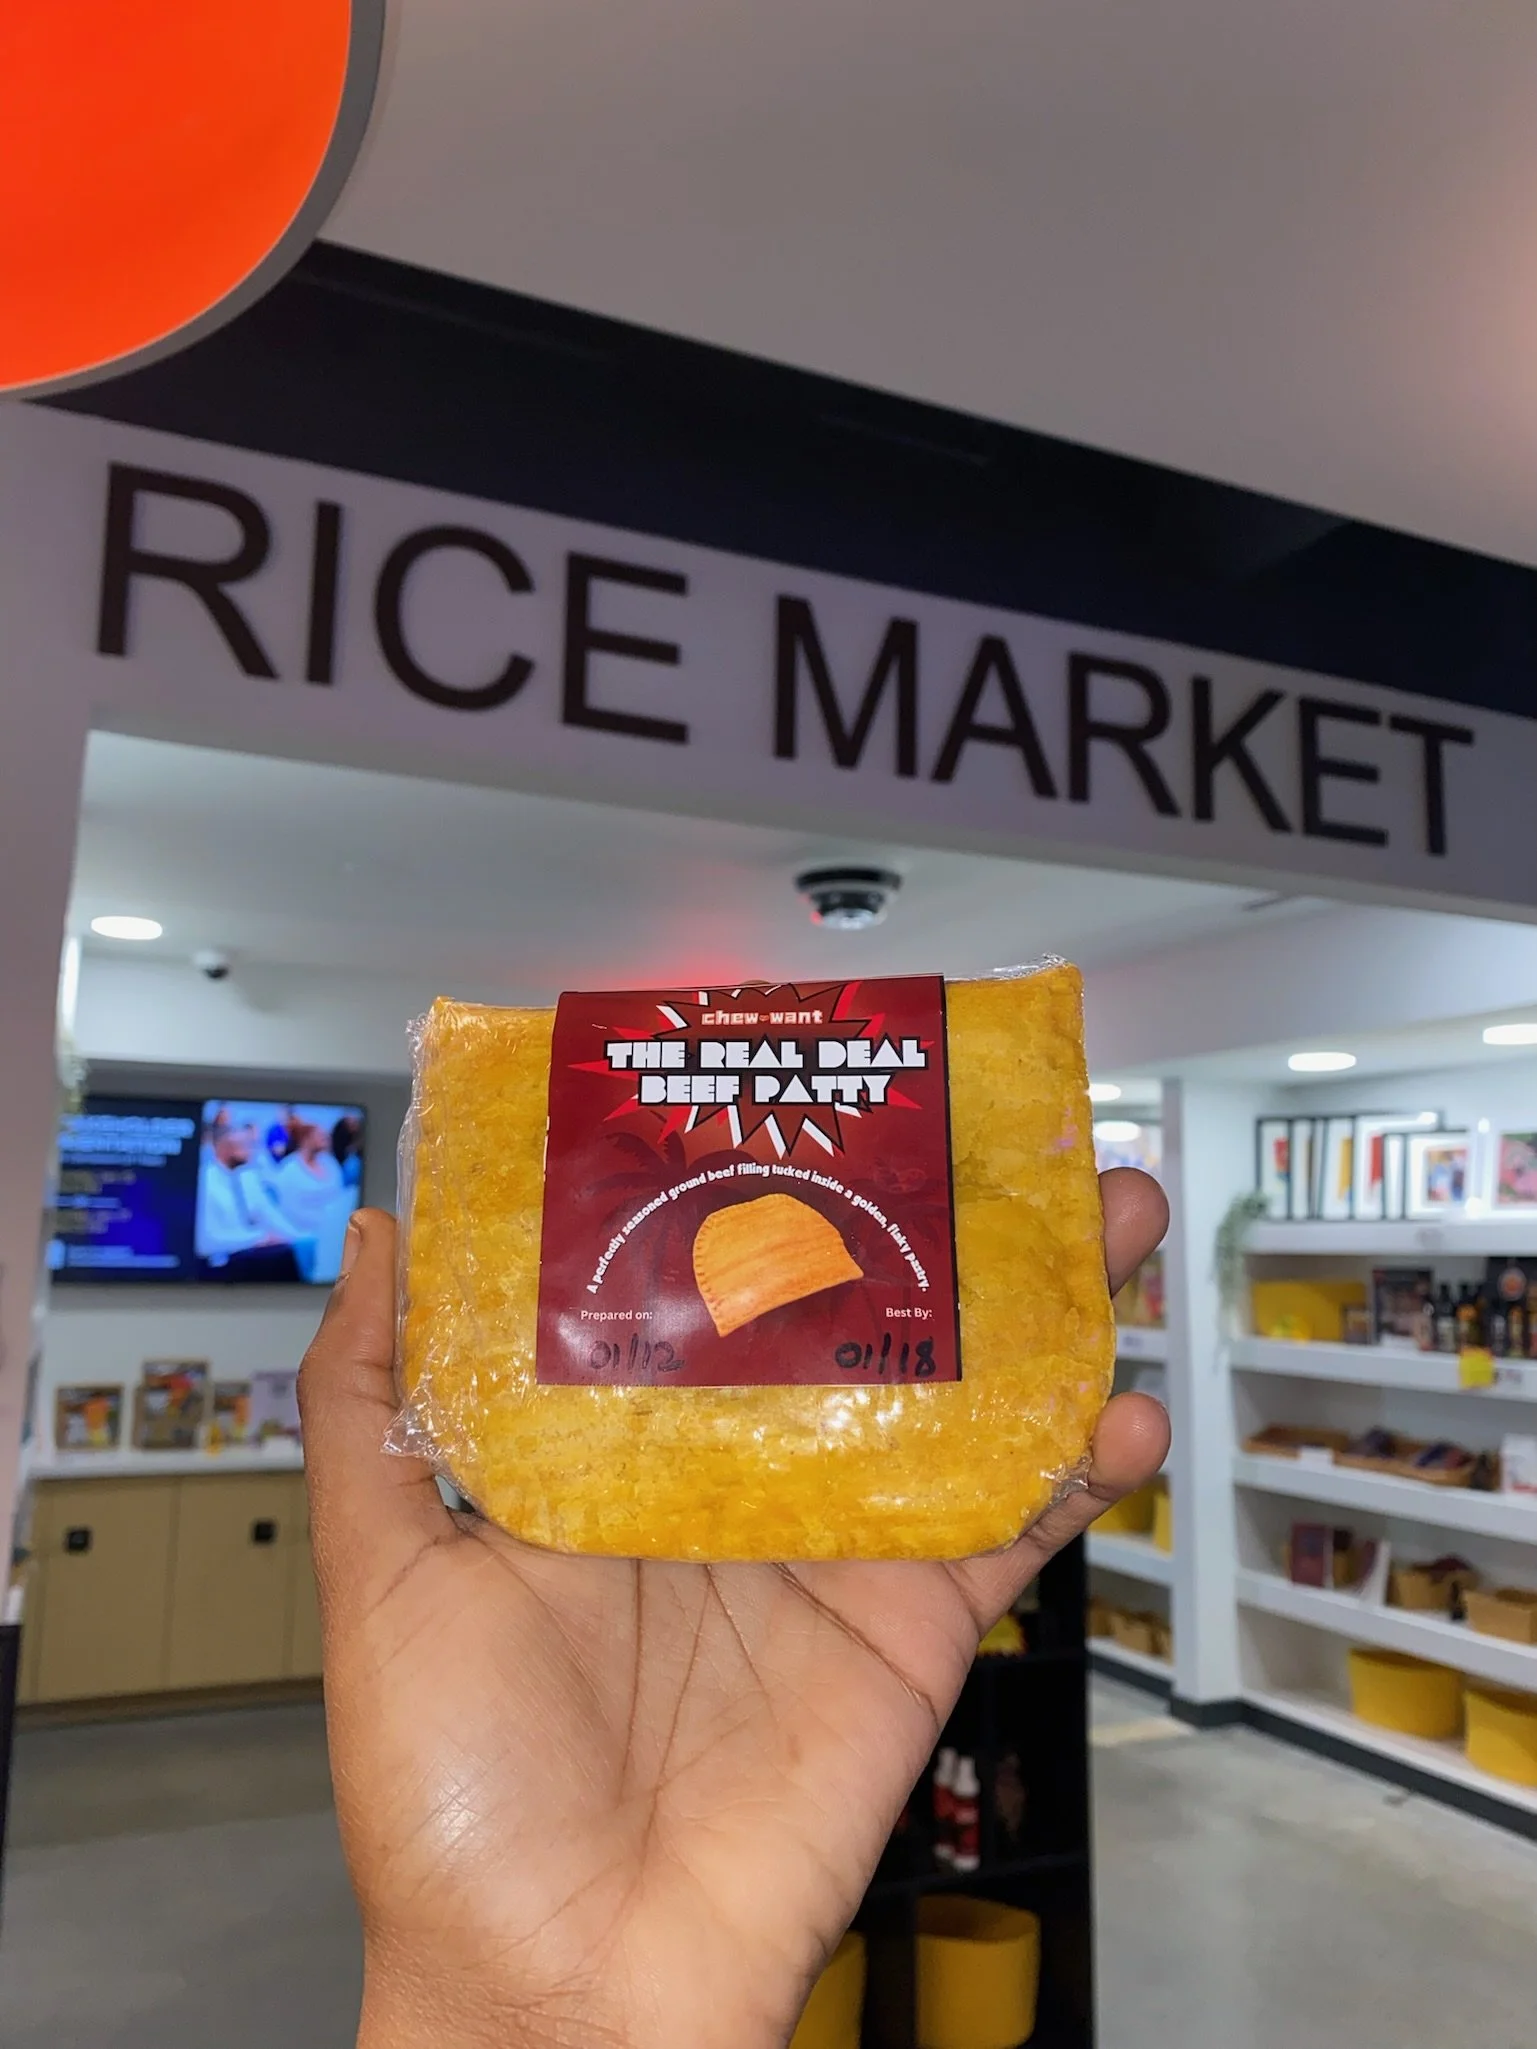 RICE MARKET
chew-want
THE REAL DEAL
BEEF PATTY
A perfectly seasoned ground beef filling tucked inside a golden, flaky pastry.
Prepared on:
Best By:
01/12
01/18